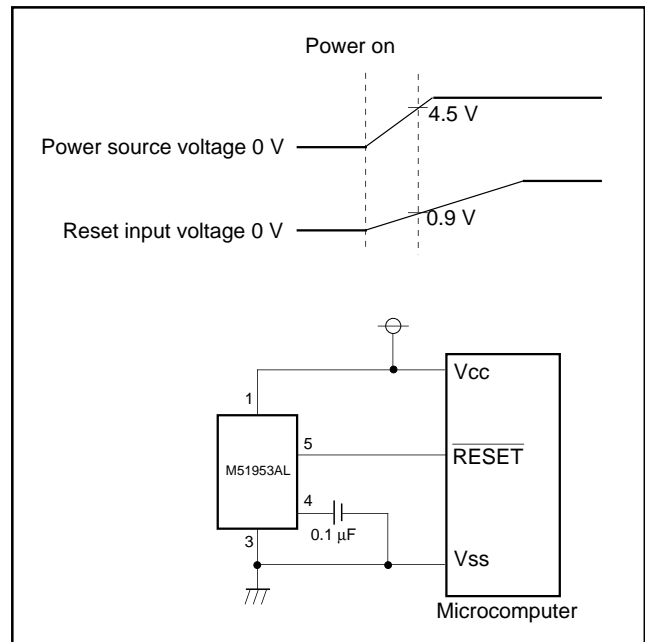 Power on
4.5 V
Power source voltage 0 V
0.9 V
Reset input voltage 0 V
Vcc
1
5
RESET
M51953AL
4
0.1 μF
3
Vss
Microcomputer